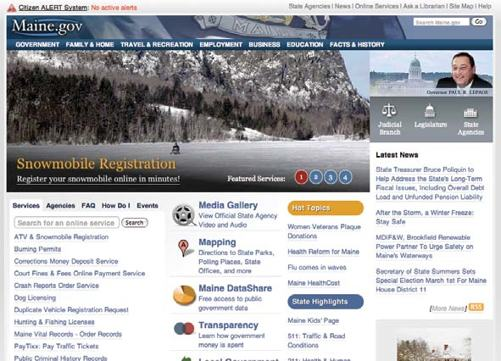 Citizen ALERT System: No active alerts
State Agencies | News | Online Services | Ask a Librarian | Site Map | Help
Maine.gov
Search Maine.gov Go
GOVERNMENT FAMILY & HOME TRAVEL & RECREATION EMPLOYMENT BUSINESS EDUCATION FACTS & HISTORY
Governor PAUL R. LEPAGE
Judicial Branch
Legislature
State Agencies
Snowmobile Registration
Register your snowmobile online in minutes!
Featured Services: 1 2 3 4
Latest News
State Treasurer Bruce Poliquin to
Help Address the State's Long-Term
Fiscal Issues, Including Overall Debt
Load and Unfunded Pension Liability
After the Storm, a Winter Freeze:
Stay Safe
MDIF&W, Brookfield Renewable
Power Partner To Urge Safety on
Maine's Waterways
Secretary of State Summers Sets
Special Election March 1st For Maine
House District 11
[More News] RSS
Services Agencies FAQ How Do I Events
Search for an online service Search
ATV & Snowmobile Registration
Burning Permits
Corrections Money Deposit Service
Court Fines & Fees Online Payment Service
Crash Reports Order Service
Dog Licensing
Duplicate Vehicle Registration Request
Hunting & Fishing Licenses
Maine Vital Records - Order Records
PayTixx: Pay Traffic Tickets
Public Criminal History Records
Media Gallery
View Official State Agency
Video and Audio
Mapping
Directions to State Parks,
Polling Places, State
Offices, and more
Maine DataShare
Free access to public
government data
Transparency
Learn how
government money is
spent
Local Government
Hot Topics
Women Veterans Plaque
Donations
Health Reform for Maine
Flu comes in waves
Maine HealthCost
State Highlights
Maine Kids' Page
511: Traffic & Road
Conditions
211: Health & Human